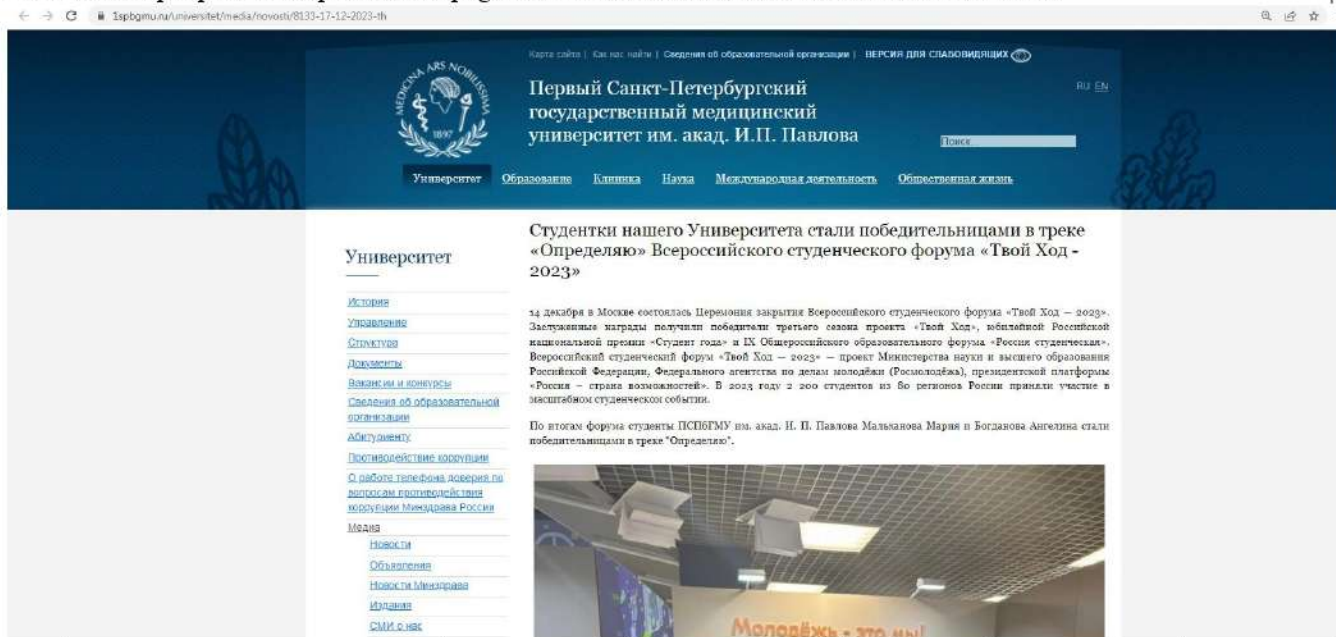 1spbgmu.ru/universitet/media/novosti/8133-17-12-2023-th
Карта сайта | Как нас найти | Сведения об образовательной организации | ВЕРСИЯ ДЛЯ СЛАБОВИДЯЩИХ
MEDICINA ARS NOBILISSIMA
1897
Первый Санкт-Петербургский
государственный медицинский
университет им. акад. И.П. Павлова
RU EN
Поиск
Университет Образование Клиника Наука Международная деятельность Общественная жизнь
Университет
История
Управление
Структура
Документы
Вакансии и конкурсы
Сведения об образовательной
организации
Абитуриенту
Противодействие коррупции
О работе телефона доверия по
вопросам противодействия
коррупции Минздрава России
Медиа
Новости
Объявления
Новости Минздрава
Издания
СМИ о нас
Студентки нашего Университета стали победительницами в треке
«Определяю» Всероссийского студенческого форума «Твой Ход -
2023»
14 декабря в Москве состоялась Церемония закрытия Всероссийского студенческого форума «Твой Ход — 2023».
Заслуженные награды получили победители третьего сезона проекта «Твой Ход», юбилейной Российской
национальной премии «Студент года» и IX Общероссийского образовательного форума «Россия студенческая».
Всероссийский студенческий форум «Твой Ход — 2023» — проект Министерства науки и высшего образования
Российской Федерации, Федерального агентства по делам молодёжи (Росмолодёжь), президентской платформы
«Россия — страна возможностей». В 2023 году 2 200 студентов из 80 регионов России приняли участие в
масштабном студенческом событии.
По итогам форума студенты ПСПбГМУ им. акад. И. П. Павлова Мальканова Мария и Богданова Ангелина стали
победительницами в треке "Определяю".
Молодёжь - это мы!